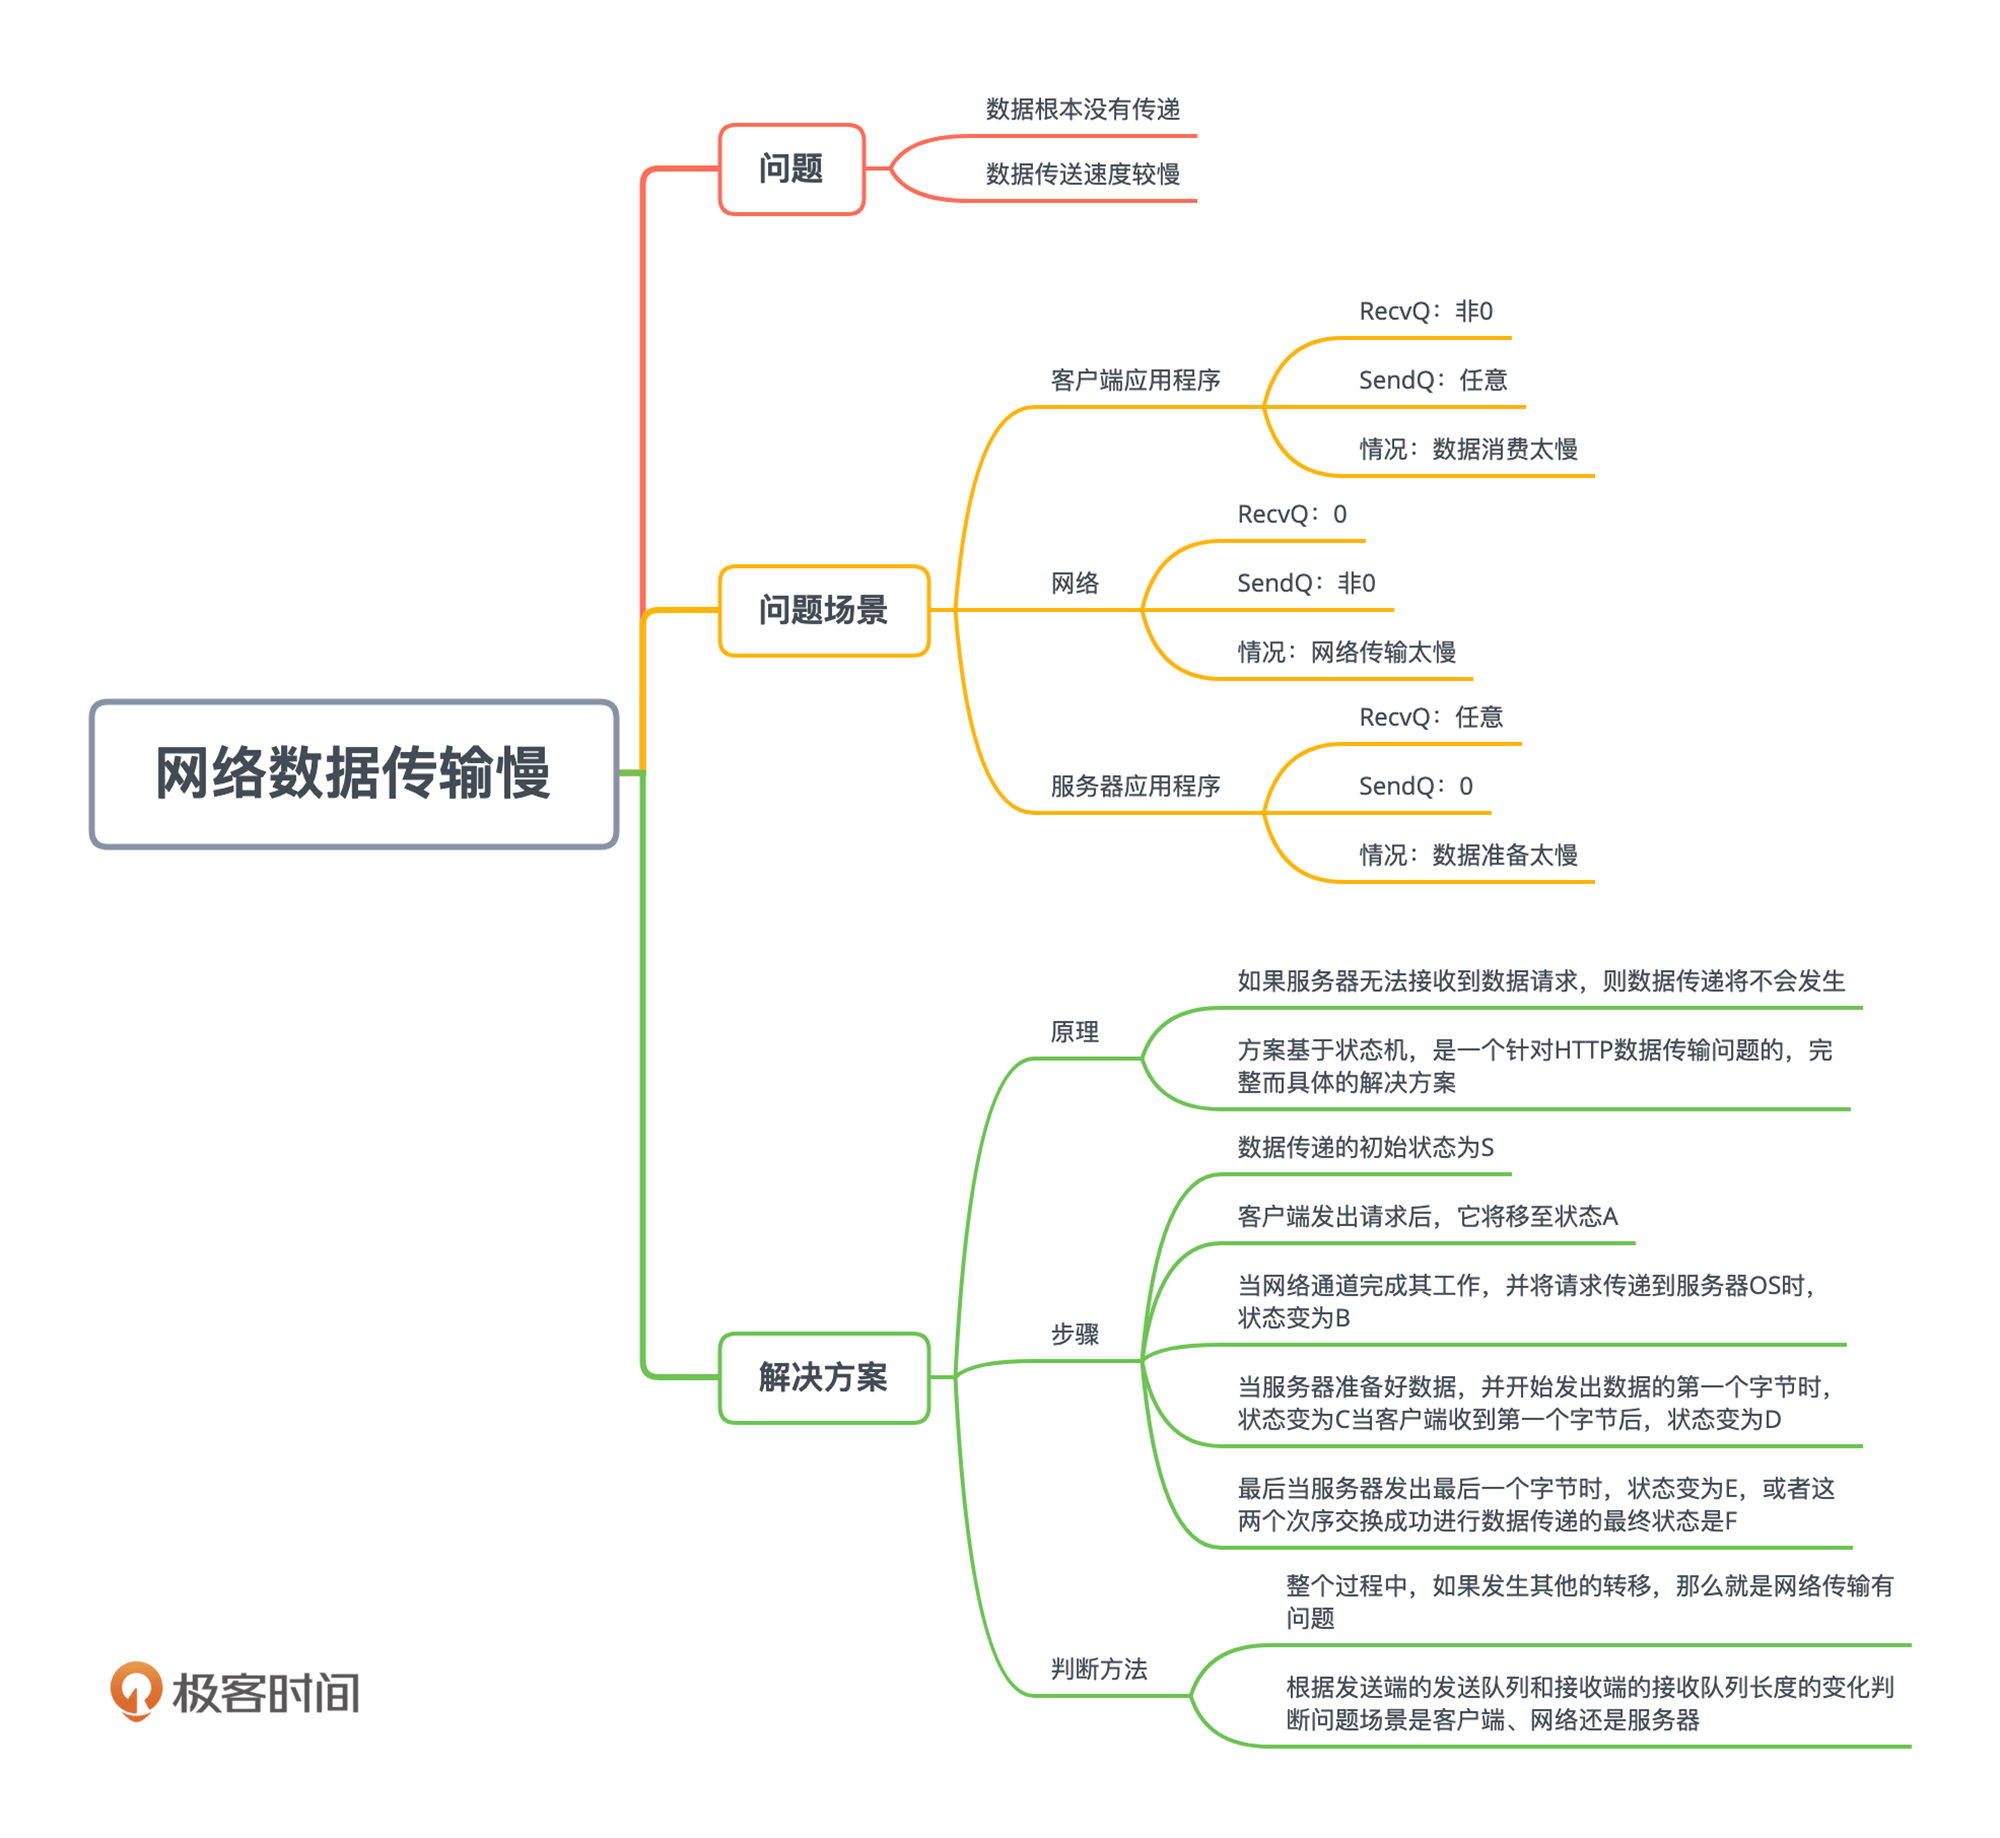 网络数据传输慢
问题
数据根本没有传递
数据传送速度较慢
问题场景
客户端应用程序
RecvQ：非0
SendQ：任意
情况：数据消费太慢
网络
RecvQ：0
SendQ：非0
情况：网络传输太慢
服务器应用程序
RecvQ：任意
SendQ：0
情况：数据准备太慢
解决方案
原理
如果服务器无法接收到数据请求，则数据传递将不会发生
方案基于状态机，是一个针对HTTP数据传输问题的，完
整而具体的解决方案
步骤
数据传递的初始状态为S
客户端发出请求后，它将移至状态A
当网络通道完成其工作，并将请求传递到服务器OS时，
状态变为B
当服务器准备好数据，并开始发出数据的第一个字节时，
状态变为C当客户端收到第一个字节后，状态变为D
最后当服务器发出最后一个字节时，状态变为E，或者这
两个次序交换成功进行数据传递的最终状态是F
判断方法
整个过程中，如果发生其他的转移，那么就是网络传输有
问题
根据发送端的发送队列和接收端的接收队列长度的变化判
断问题场景是客户端、网络还是服务器
极客时间